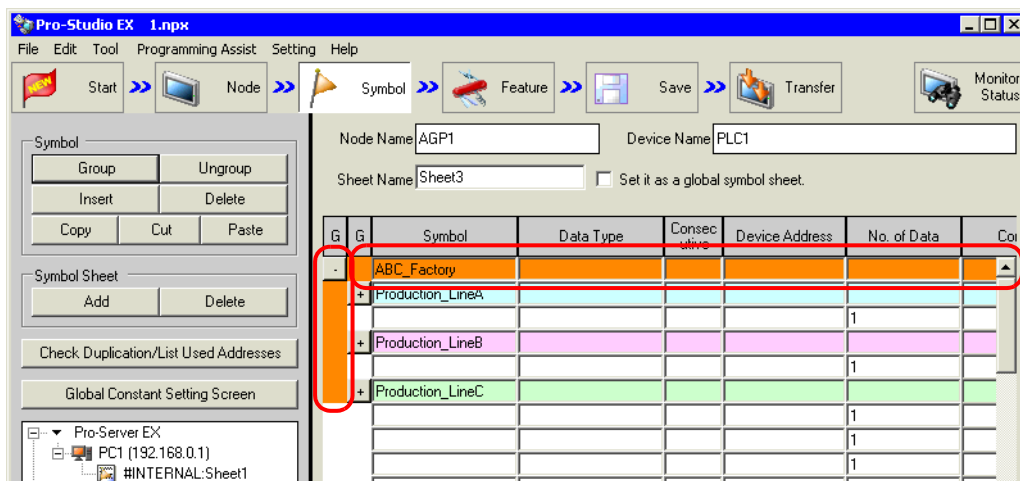 Pro-Studio EX 1.npx
File Edit Tool Programming Assist Setting Help
NEW Start Node Symbol Feature Save Transfer Monitor Status
Symbol
Group Ungroup
Insert Delete
Copy Cut Paste
Symbol Sheet
Add Delete
Check Duplication/List Used Addresses
Global Constant Setting Screen
Pro-Server EX
PC1 (192.168.0.1)
#INTERNAL:Sheet1
Node Name AGP1 Device Name PLC1
Sheet Name Sheet3 Set it as a global symbol sheet.
G G Symbol Data Type Consecutive Device Address No. of Data
- ABC_Factory
+ Production_LineA
1
+ Production_LineB
1
+ Production_LineC
1
1
1